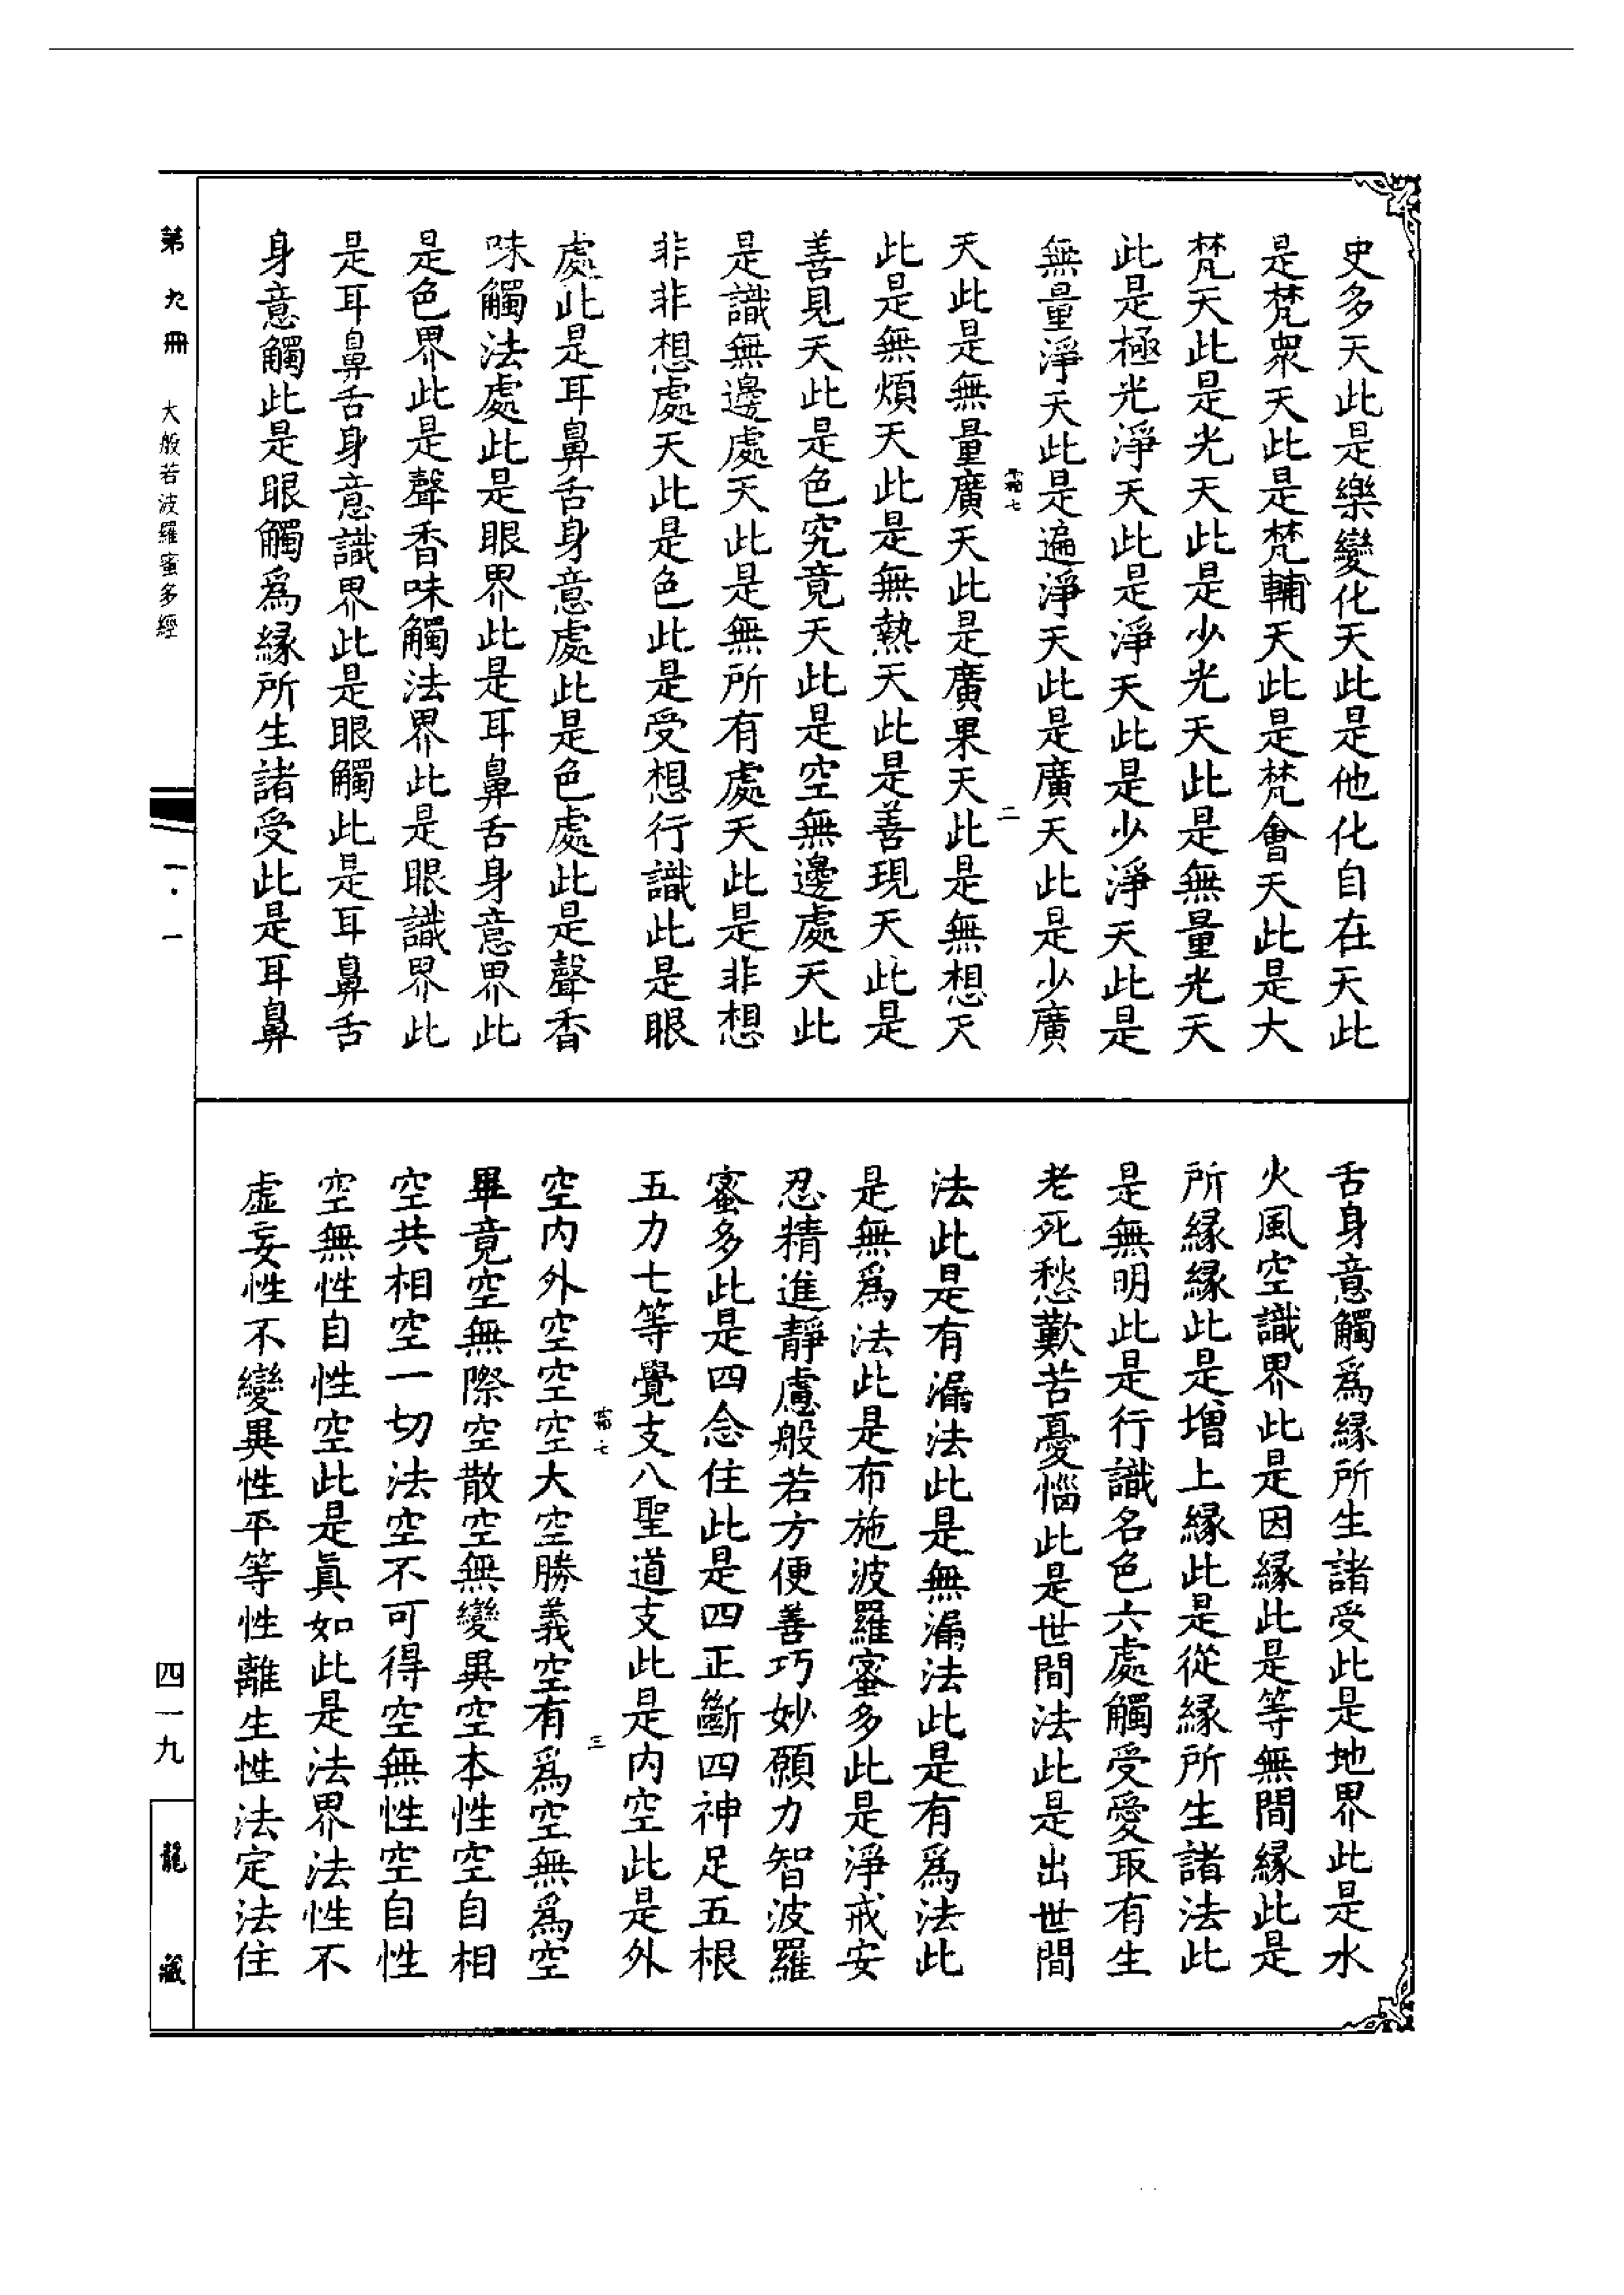 史多天此是樂變化天此是他化自在天此
是梵衆天此是梵輔天此是梵會天此是大
梵天此是光天此是少光天此是無量光天
此是極光淨天此是淨天此是少淨天此是
無量淨天此是遍淨天此是廣天此是少廣
天此是無量廣天此是廣果天此是無想天
此是無煩天此是無熱天此是善現天此是
善見天此是色究竟天此是空無邊處天此
是識無邊處天此是無所有處天此是非想
非非想處天此是色此是受想行識此是眼
處此是耳鼻舌身意處此是色處此是聲香
味觸法處此是眼界此是耳鼻舌身意界此
是色界此是聲香味觸法界此是眼識界此
是耳鼻舌身意識界此是眼觸此是耳鼻舌
身意觸此是眼觸爲緣所生諸受此是耳鼻
舌身意觸爲緣所生諸受此是地界此是水
火風空識界此是因緣此是等無間緣此是
所緣緣此是增上緣此是從緣所生諸法此
是無明此是行識名色六處觸受愛取有生
老死愁歎苦憂惱此是世間法此是出世間
法此是有漏法此是無漏法此是有爲法此
是無爲法此是布施波羅蜜多此是淨戒安
忍精進靜慮般若方便善巧妙願力智波羅
蜜多此是四念住此是四正斷四神足五根
五力七等覺支八聖道支此是内空此是外
空内外空空空大空勝義空有爲空無爲空
畢竟空無際空散空無變異空本性空自相
空共相空一切法空不可得空無性空自性
空無性自性空此是眞如此是法界法性不
虛妄性不變異性平等性離生性法定法住
第九冊
大般若波羅蜜多經
一·一
四一九
龍藏
七
二
七
三